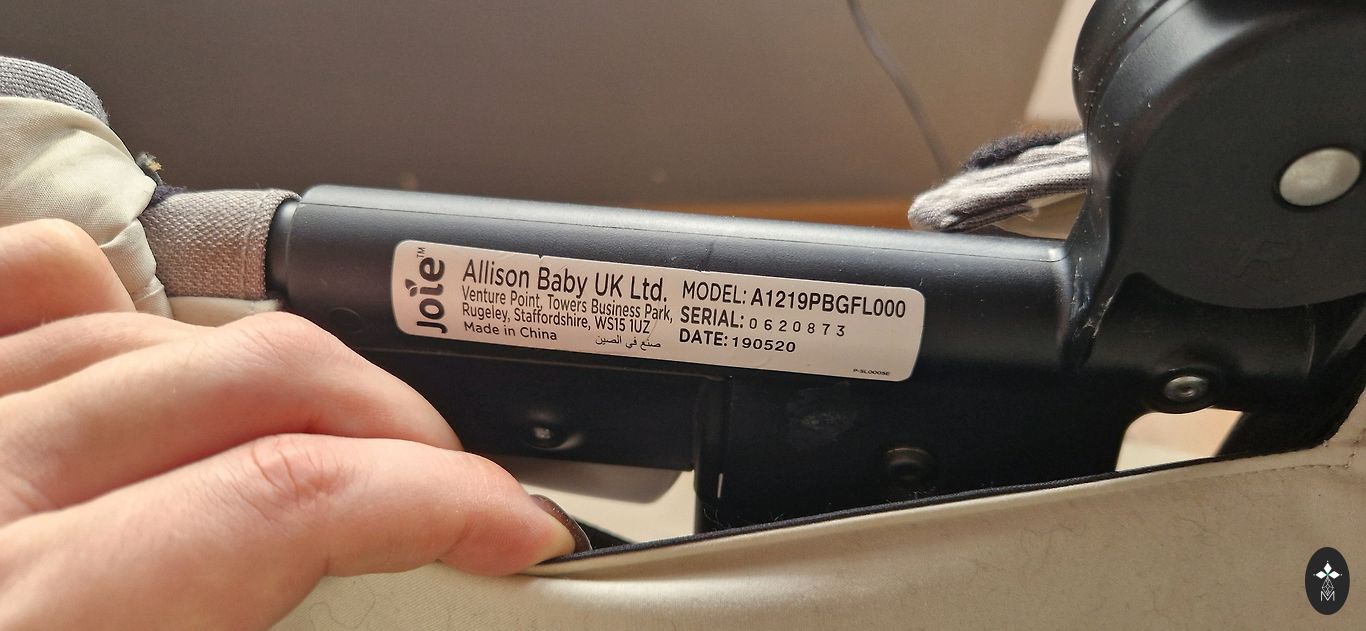 Joie™
Allison Baby UK Ltd.
Venture Point, Towers Business Park,
Rugeley, Staffordshire, WS15 1UZ
Made in China
صنع في الصين
MODEL: A1219PBGFL000
SERIAL: 0620873
DATE: 190520
P-SL0005E
M